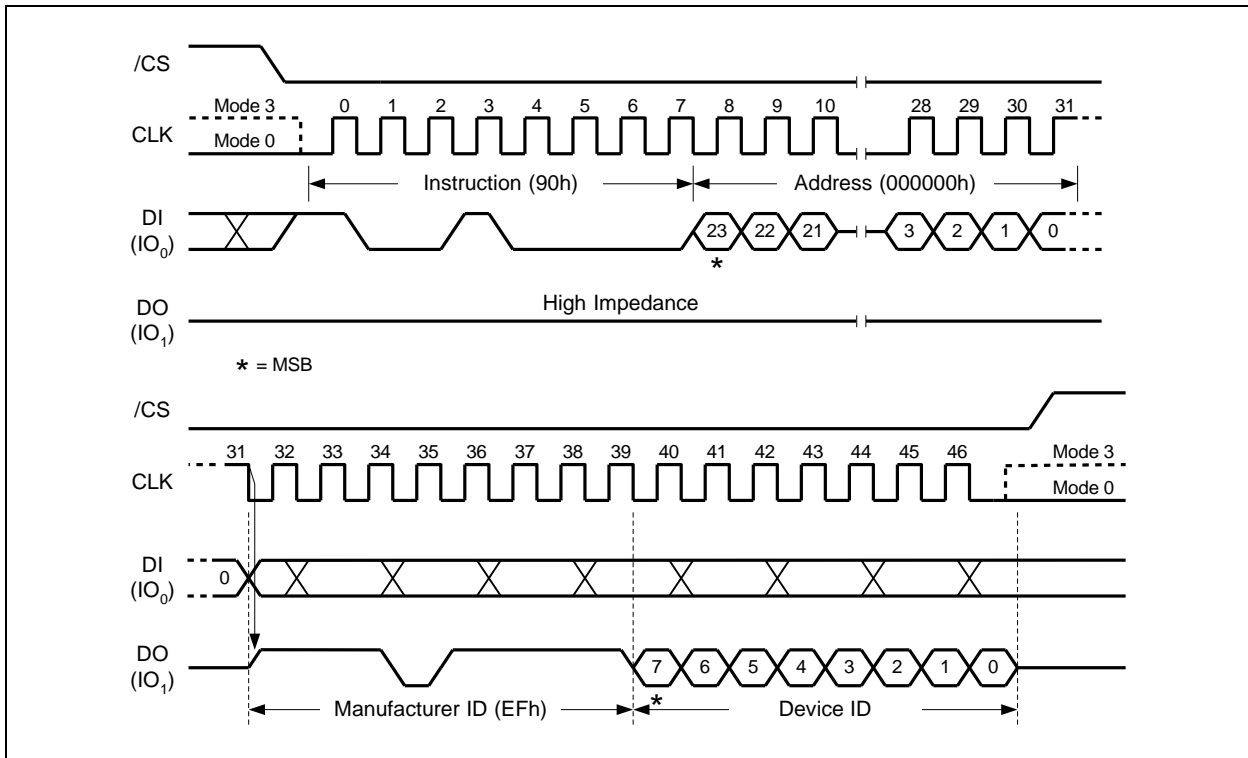 /CS
Mode 3
0 1 2 3 4 5 6 7 8 9 10 28 29 30 31
CLK
Mode 0
Instruction (90h) Address (000000h)
DI
(IO0)
23 22 21 3 2 1 0
*
High Impedance
DO
(IO1)
* = MSB
/CS
31 32 33 34 35 36 37 38 39 40 41 42 43 44 45 46
Mode 3
CLK
Mode 0
DI
(IO0)
0
DO
(IO1)
7 6 5 4 3 2 1 0
*
Manufacturer ID (EFh) Device ID